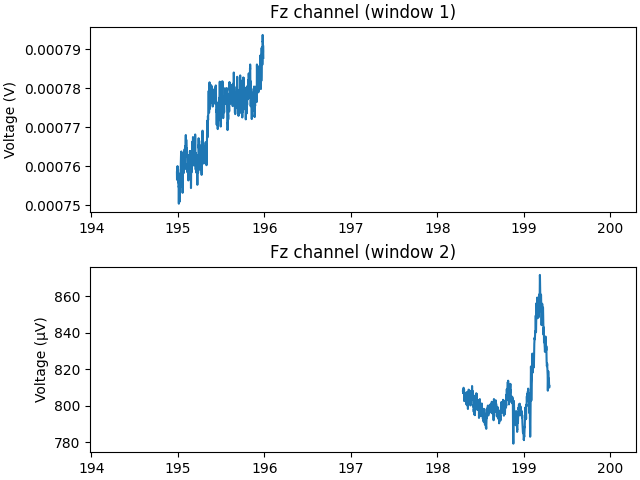 Fz channel (window 1)
0.00079
0.00078
0.00077
0.00076
0.00075
Voltage (V)
194 195 196 197 198 199 200
Fz channel (window 2)
860
840
820
800
780
Voltage (µV)
194 195 196 197 198 199 200